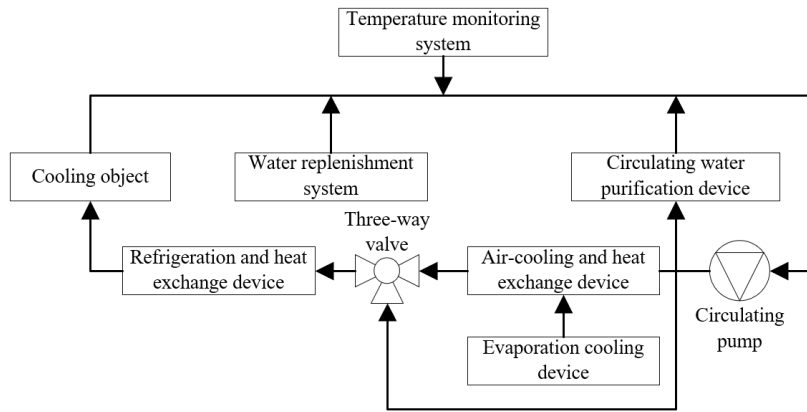 Temperature monitoring
system
Cooling object
Water replenishment
system
Circulating water
purification device
Three-way
valve
Refrigeration and heat
exchange device
Air-cooling and heat
exchange device
Circulating
pump
Evaporation cooling
device